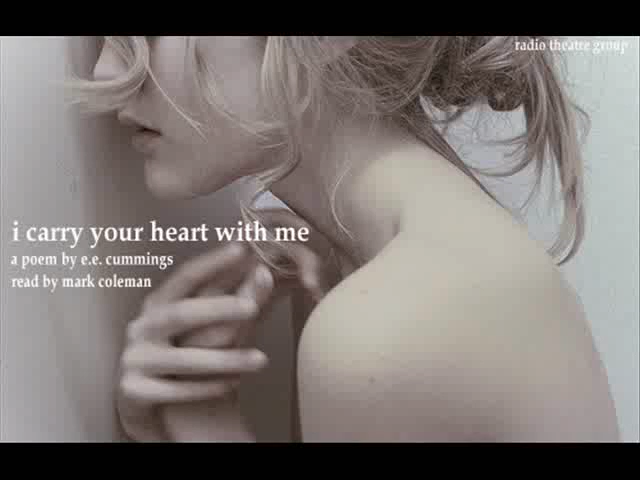 radio theatre group
i carry your heart with me
a poem by e.e. cummings
read by mark coleman